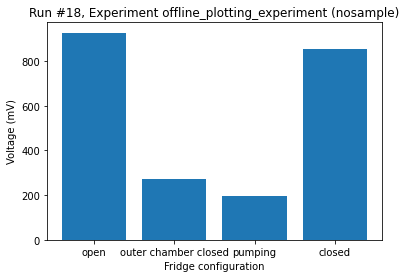 Run #18, Experiment offline_plotting_experiment (nosample)
800
600
400
200
0
Voltage (mV)
open
outer chamber closed
pumping
closed
Fridge configuration